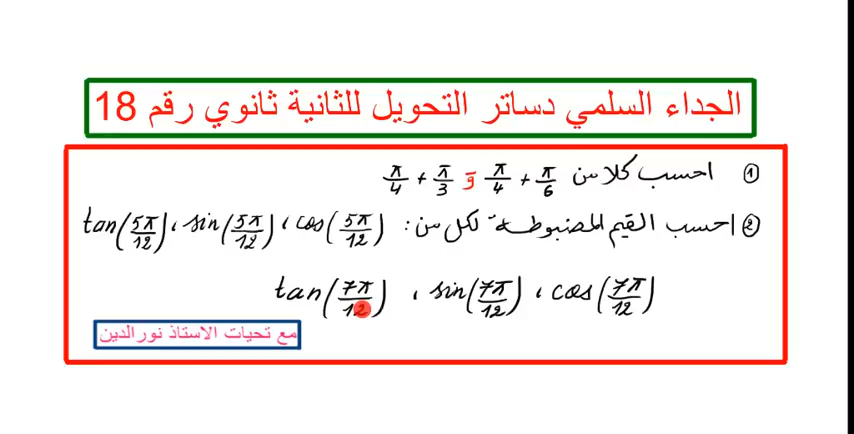 الجداء السلمي دساتر التحويل للثانية ثانوي رقم 18
① احسب كلا من π/6 + π/4 و π/3 + π/4
② احسب القيم المضبوطة لكل من : cos(5π/12) ، sin(5π/12) ، tan(5π/12)
cos(7π/12) ، sin(7π/12) ، tan(7π/12)
مع تحيات الاستاذ نورالدين